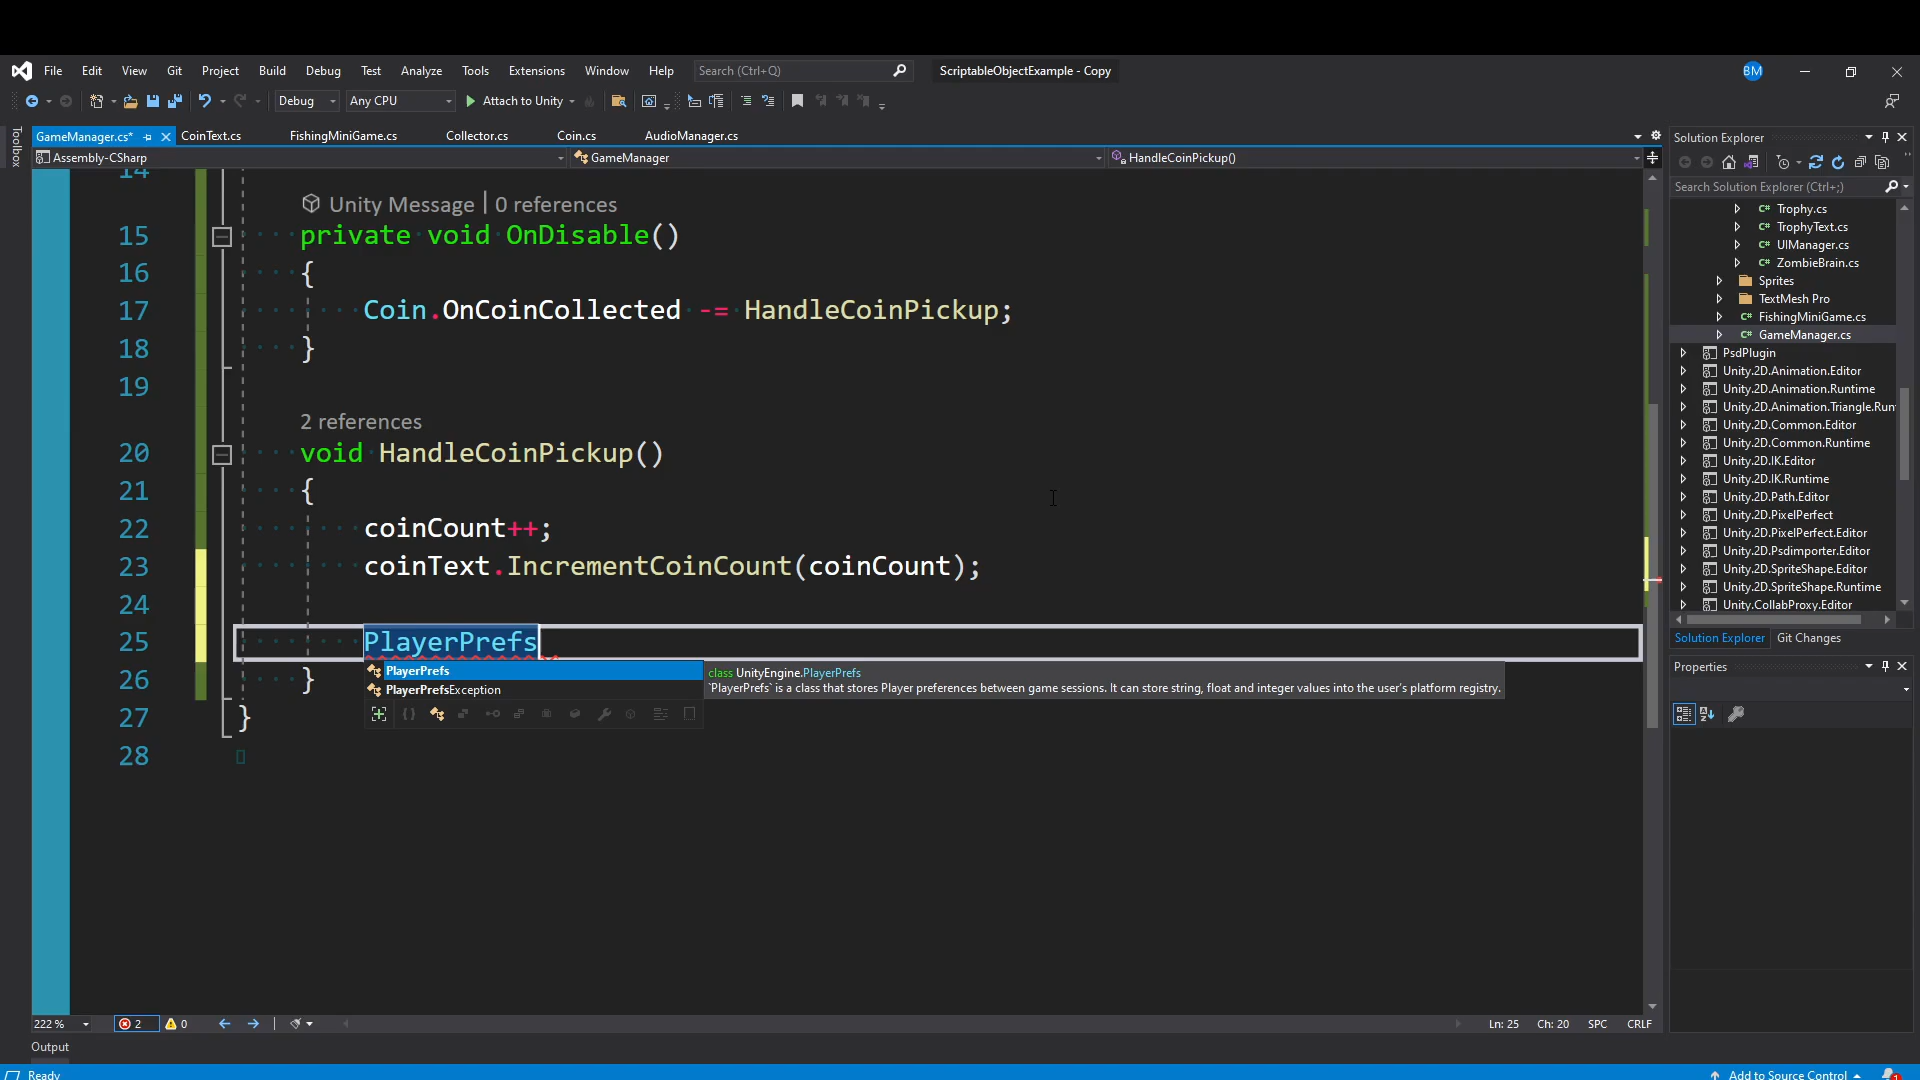 File Edit View Git Project Build Debug Test Analyze Tools Extensions Window Help Search (Ctrl+Q) ScriptableObjectExample - Copy BM
Debug Any CPU Attach to Unity
Toolbox
GameManager.cs* CoinText.cs FishingMiniGame.cs Collector.cs Coin.cs AudioManager.cs
Assembly-CSharp GameManager HandleCoinPickup()
14
Unity Message | 0 references
15 private void OnDisable()
16 {
17 Coin.OnCoinCollected -= HandleCoinPickup;
18 }
19
2 references
20 void HandleCoinPickup()
21 {
22 coinCount++;
23 coinText.IncrementCoinCount(coinCount);
24
25 PlayerPrefs
PlayerPrefs
PlayerPrefsException
class UnityEngine.PlayerPrefs
`PlayerPrefs` is a class that stores Player preferences between game sessions. It can store string, float and integer values into the user's platform registry.
26 }
27 }
28
222 % 2 0 Ln: 25 Ch: 20 SPC CRLF
Output
Ready Add to Source Control 1
Solution Explorer
Search Solution Explorer (Ctrl+;)
C# Trophy.cs
C# TrophyText.cs
C# UIManager.cs
C# ZombieBrain.cs
Sprites
TextMesh Pro
C# FishingMiniGame.cs
C# GameManager.cs
PsdPlugin
Unity.2D.Animation.Editor
Unity.2D.Animation.Runtime
Unity.2D.Animation.Triangle.Run
Unity.2D.Common.Editor
Unity.2D.Common.Runtime
Unity.2D.IK.Editor
Unity.2D.IK.Runtime
Unity.2D.Path.Editor
Unity.2D.PixelPerfect
Unity.2D.PixelPerfect.Editor
Unity.2D.Psdimporter.Editor
Unity.2D.SpriteShape.Editor
Unity.2D.SpriteShape.Runtime
Unity.CollabProxy.Editor
Solution Explorer Git Changes
Properties